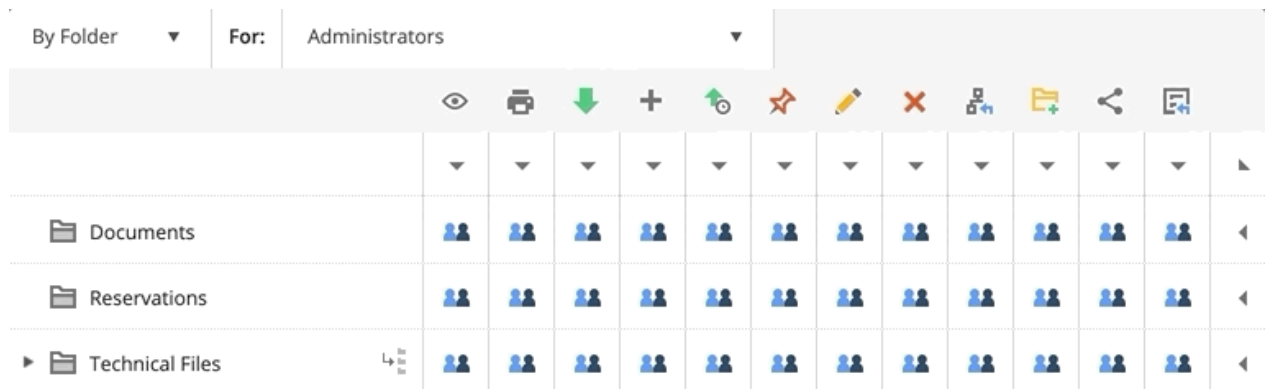 By Folder For: Administrators
Documents
Reservations
Technical Files